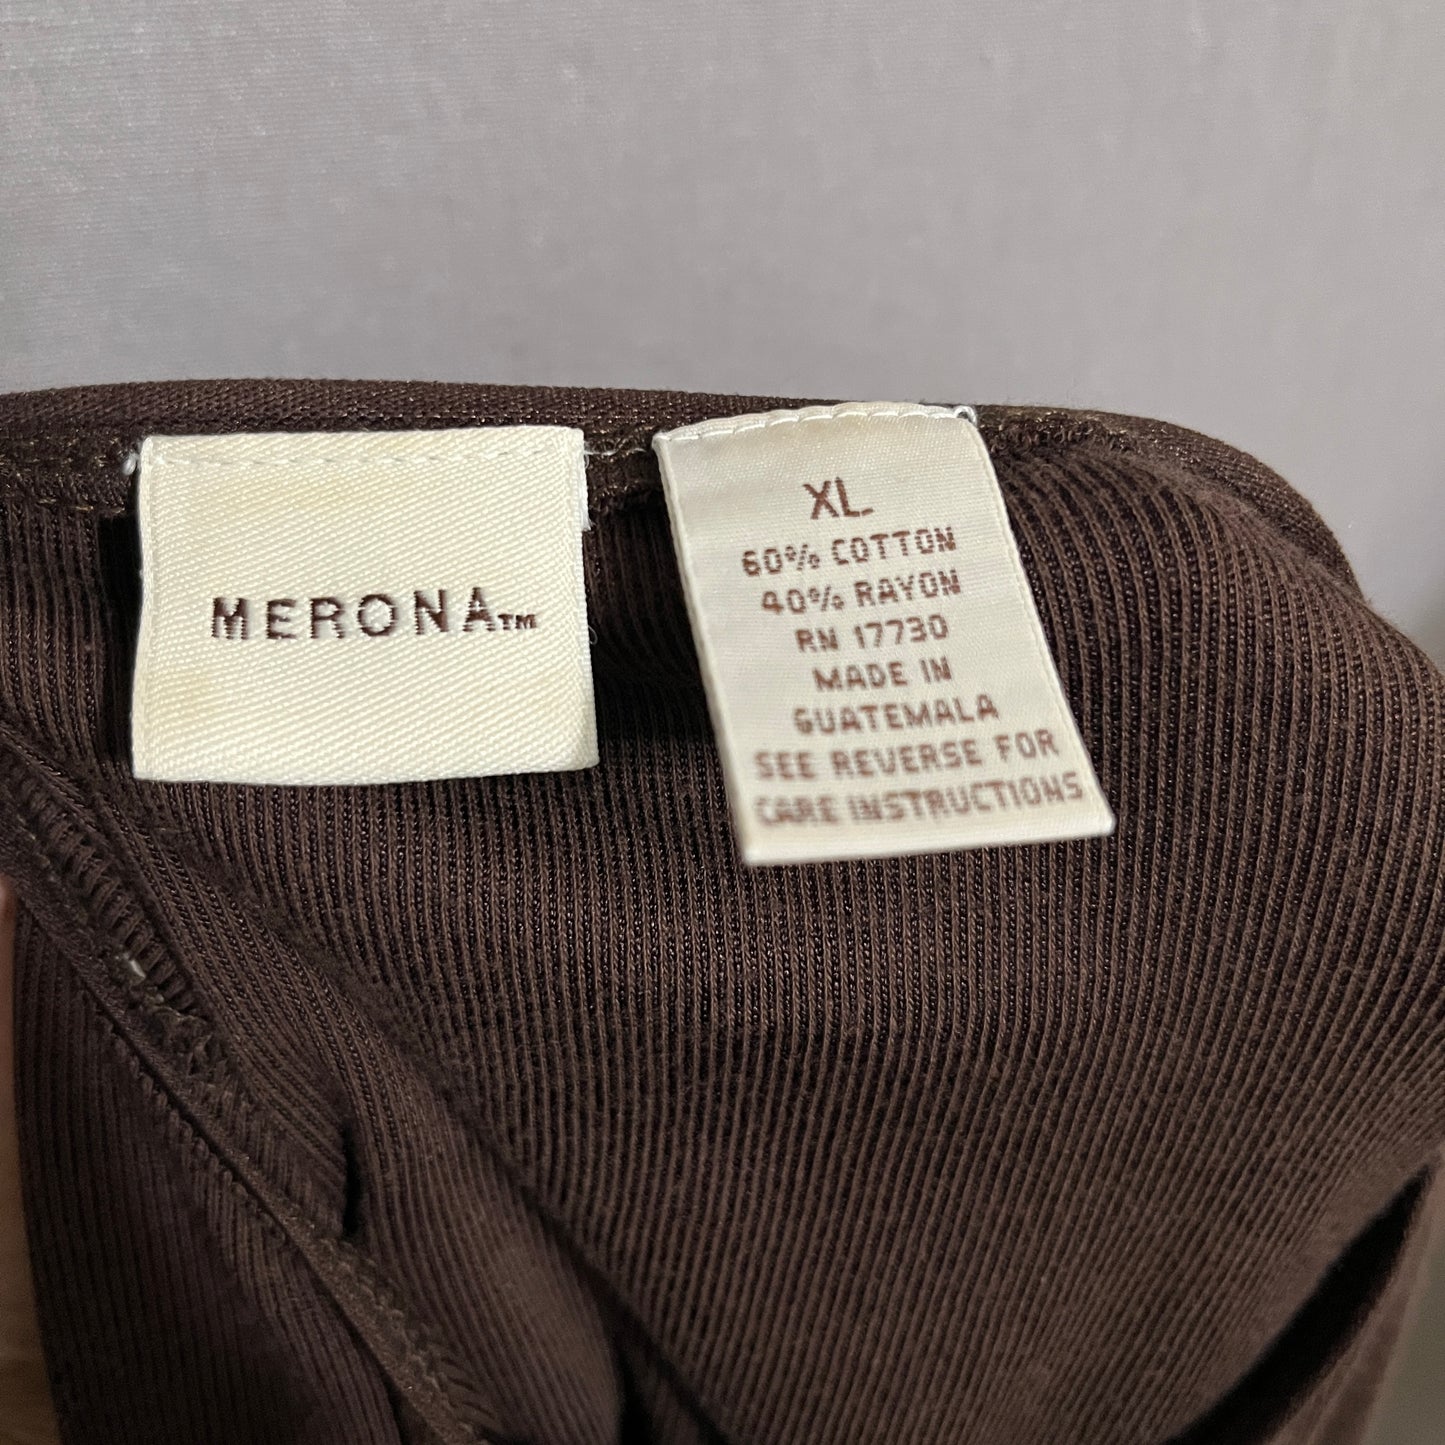 MERONA™
XL
60% COTTON
40% RAYON
RN 17730
MADE IN
GUATEMALA
SEE REVERSE FOR
CARE INSTRUCTIONS